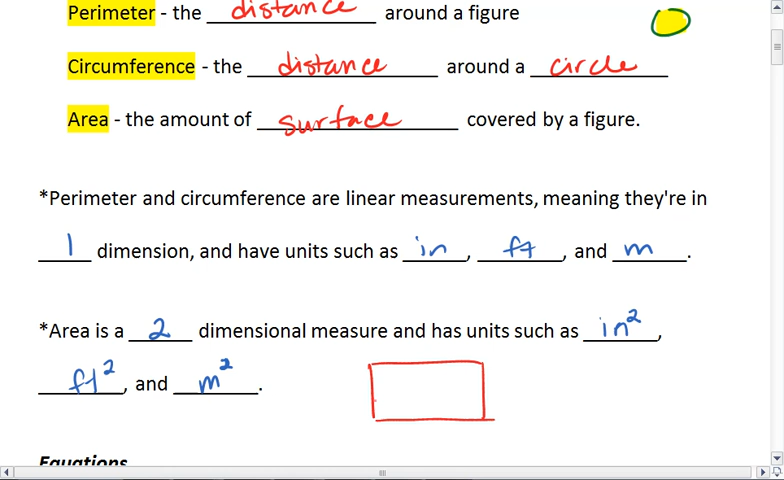 Perimeter - the distance around a figure
Circumference - the distance around a circle
Area - the amount of surface covered by a figure.
*Perimeter and circumference are linear measurements, meaning they're in
1 dimension, and have units such as in, ft, and m.
*Area is a 2 dimensional measure and has units such as in²,
ft², and m².
Equations